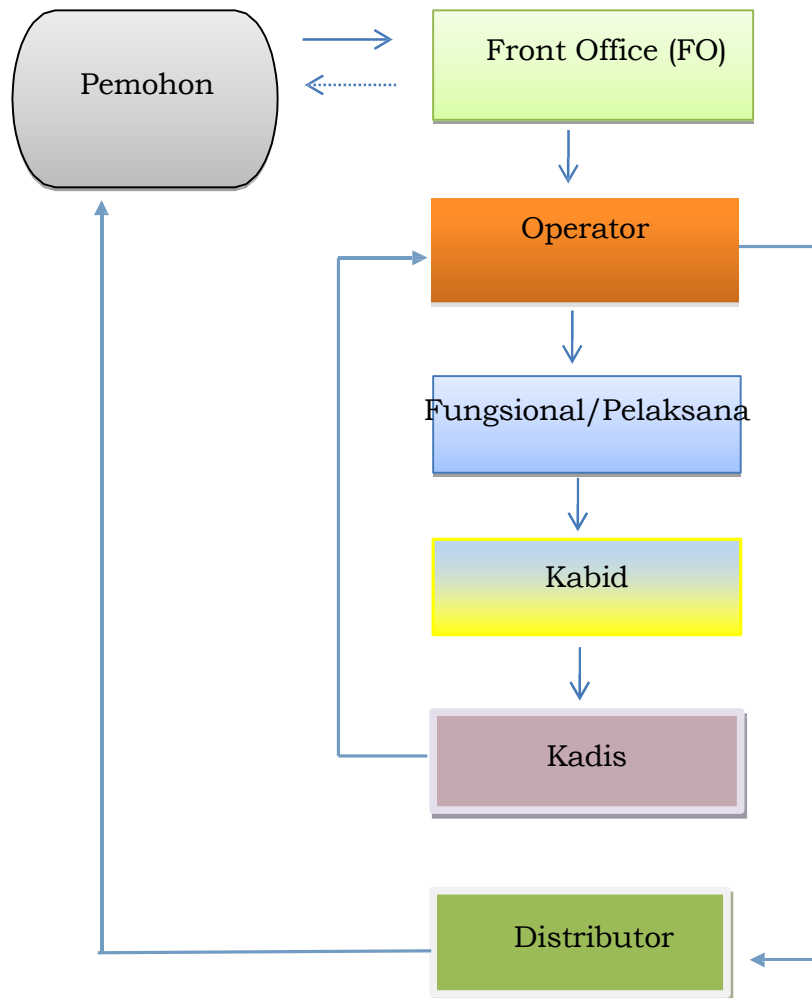 Pemohon
Front Office (FO)
Operator
Fungsional/Pelaksana
Kabid
Kadis
Distributor